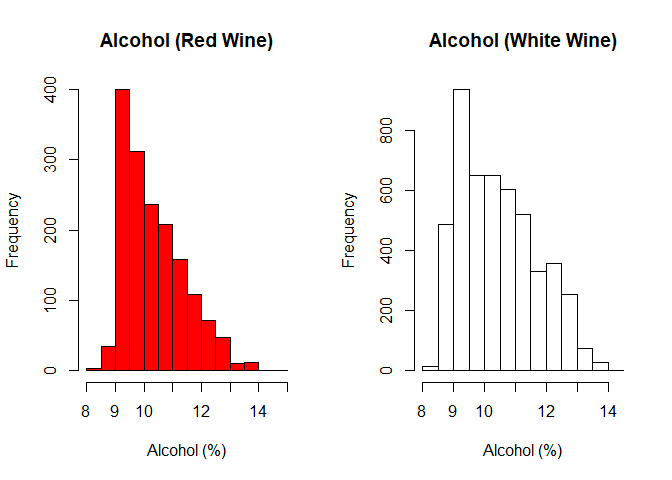 Alcohol (Red Wine)
Frequency
400
300
200
100
0
8 9 10 12 14
Alcohol (%)
Alcohol (White Wine)
Frequency
800
600
400
200
0
8 9 10 12 14
Alcohol (%)